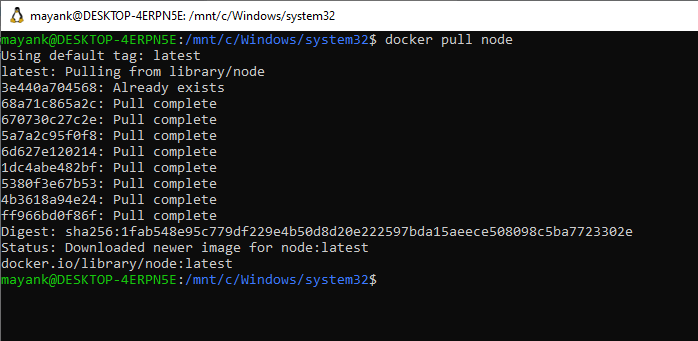 mayank@DESKTOP-4ERPN5E: /mnt/c/Windows/system32
mayank@DESKTOP-4ERPN5E:/mnt/c/Windows/system32$ docker pull node
Using default tag: latest
latest: Pulling from library/node
3e440a704568: Already exists
68a71c865a2c: Pull complete
670730c27c2e: Pull complete
5a7a2c95f0f8: Pull complete
6d627e120214: Pull complete
1dc4abe482bf: Pull complete
5380f3e67b53: Pull complete
4b3618a94e24: Pull complete
ff966bd0f86f: Pull complete
Digest: sha256:1fab548e95c779df229e4b50d8d20e222597bda15aeece508098c5ba7723302e
Status: Downloaded newer image for node:latest
docker.io/library/node:latest
mayank@DESKTOP-4ERPN5E:/mnt/c/Windows/system32$